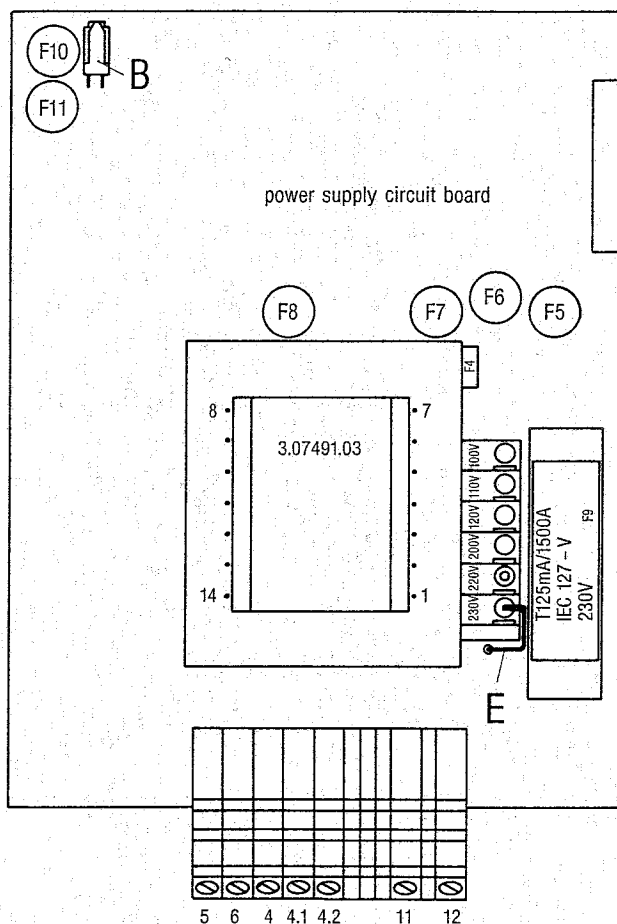 F10
B
F11
power supply circuit board
F8
F7
F6
F5
F4
8
7
3.07491.03
14
1
100V
110V
120V
200V
220V
230V
T125mA/1500A
IEC 127 – V
230V
F9
E
5 6 4 4.1 4.2 11 12